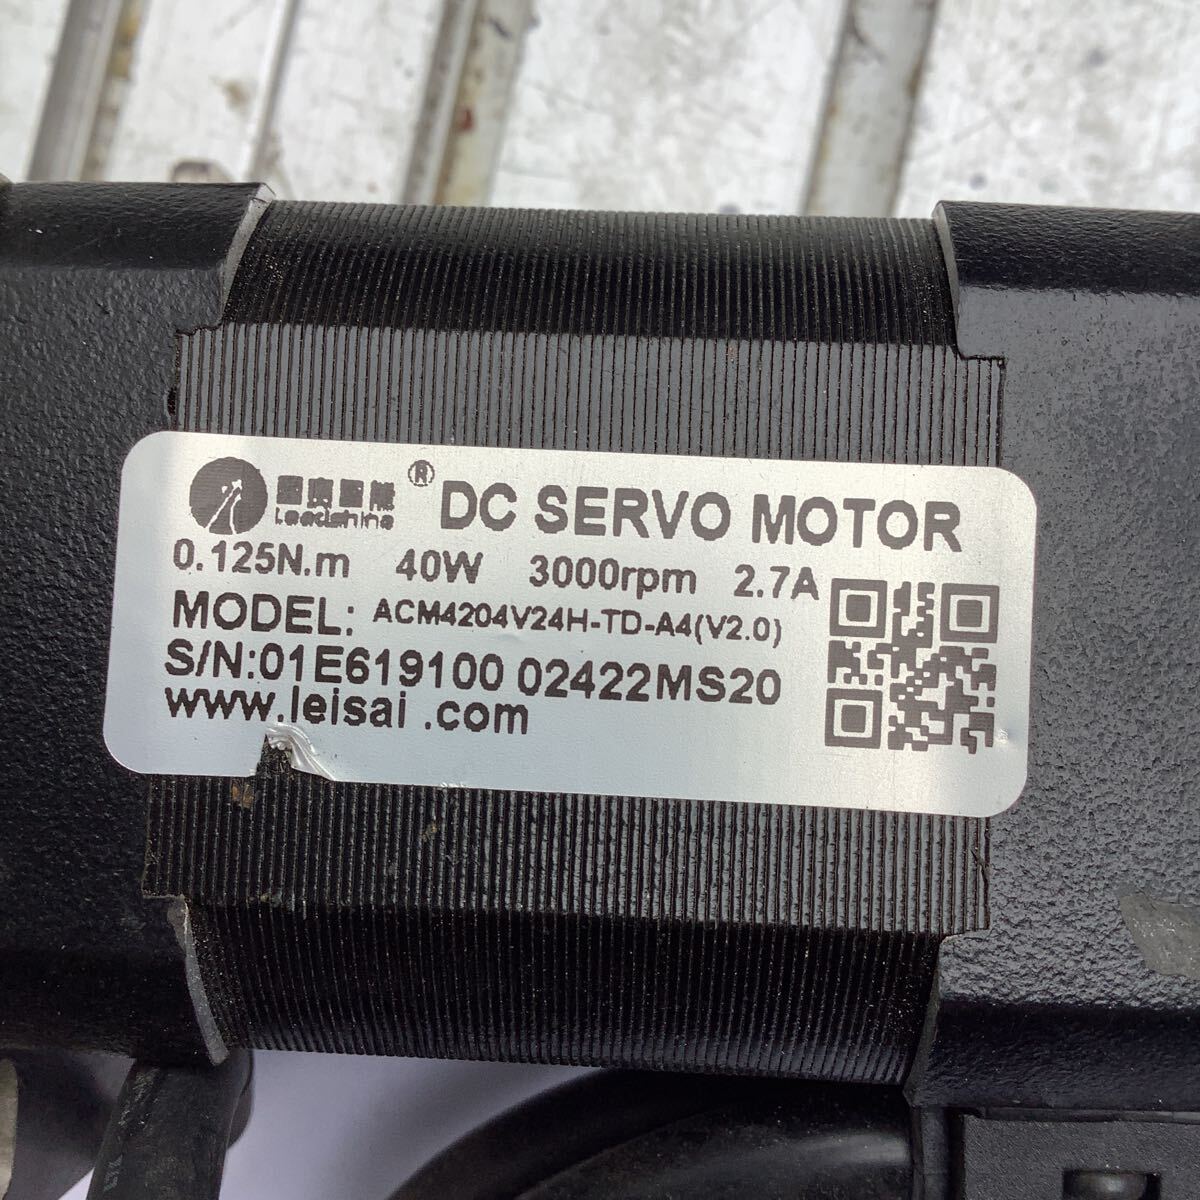 Leadshine ® DC SERVO MOTOR
0.125N.m 40W 3000rpm 2.7A
MODEL: ACM4204V24H-TD-A4(V2.0)
S/N:01E619100 02422MS20
www.leisai .com